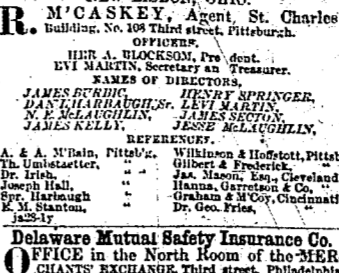 R. M'CASKEY, Agent, St. Charles
Building, No. 103 Third street, Pittsburgh.
OFFICERS.
HER A. BLOCKSOM, Pre dent.
EVI MARTIN, Secretary an Treasurer.
NAMES OF DIRECTORS,
JAMES BURBIC, HENRY SPRINGER,
DAN'L HARBAUGH, Sr. LEVI MARTIN,
N. F. McLAUGHLIN, JAMES SECTON,
JAMES KELLY, JESSE McLAUGHLIN,
REFERENCES.
A. & A. M'Bain, Pittsb'g. Wilkinson & Hoffstott, Pittsb
Th. Umbstaetter, " Gilbert & Frederick, "
Dr. Irish, " Jas. Mason, Esq., Cleveland
Joseph Hall, " Hanna, Garretson & Co, "
Spr. Harbaugh " Graham & M'Coy, Cincinnati
E. M. Stanton, " Dr. Geo. Fries, "
ja28-ly
Delaware Mutual Safety Insurance Co.
OFFICE in the North Room of the MER
CHANTS' EXCHANGE, Third street, Philadelphia